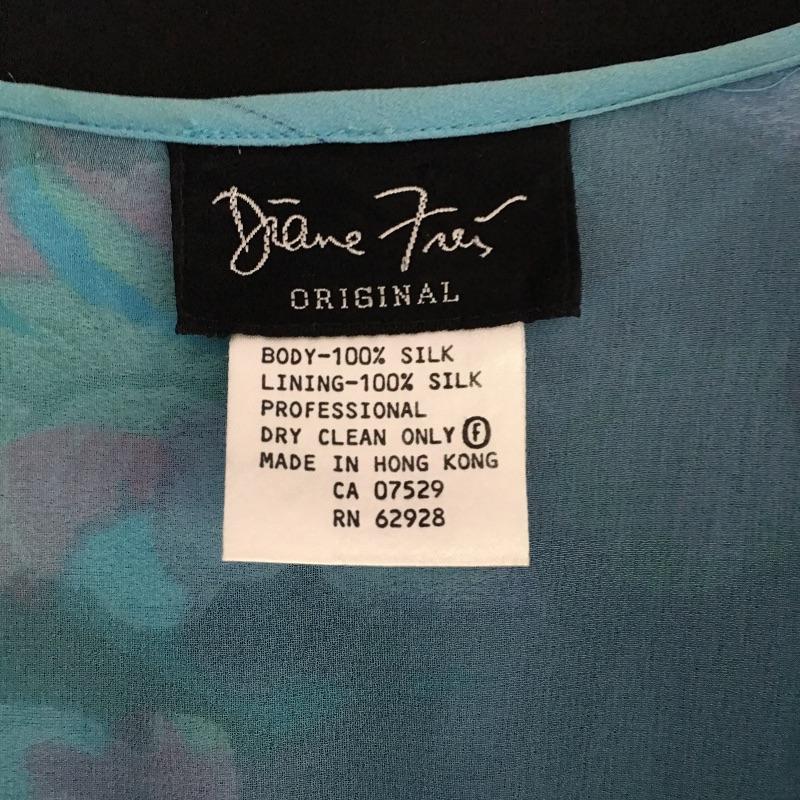 Diane Freis
ORIGINAL
BODY-100% SILK
LINING-100% SILK
PROFESSIONAL
DRY CLEAN ONLY Ⓕ
MADE IN HONG KONG
CA 07529
RN 62928